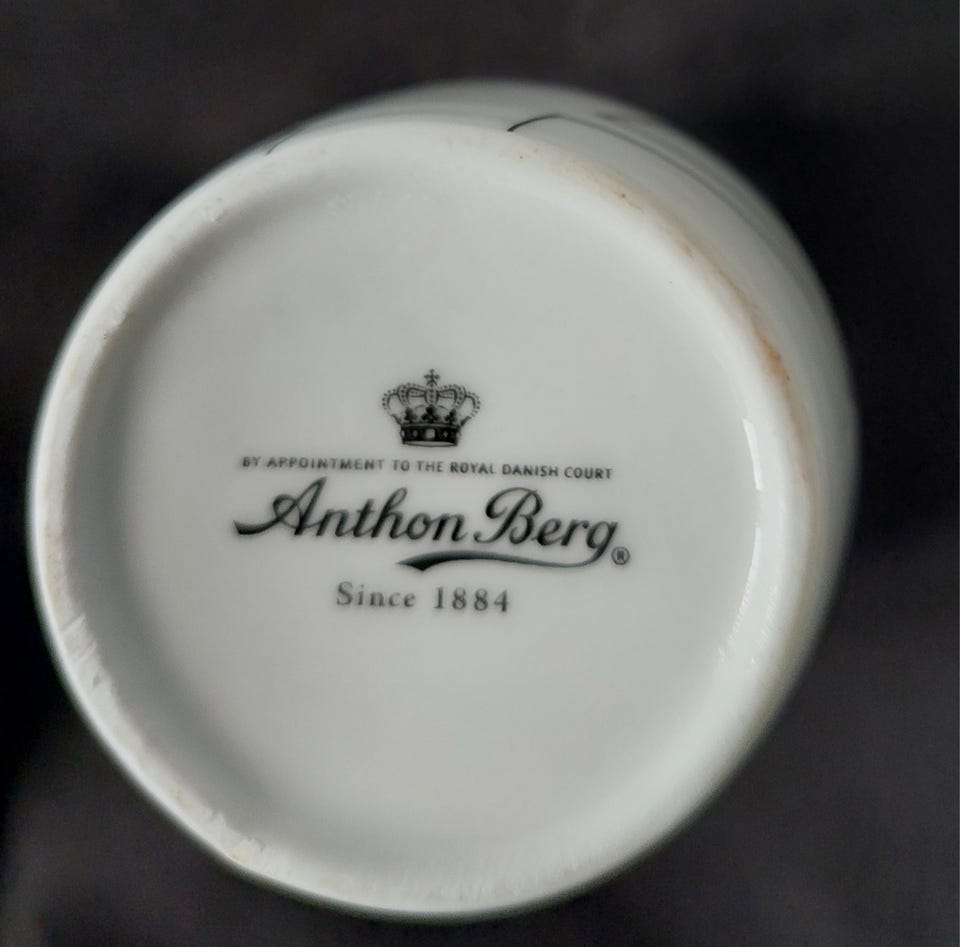 BY APPOINTMENT TO THE ROYAL DANISH COURT
Anthon Berg®
Since 1884